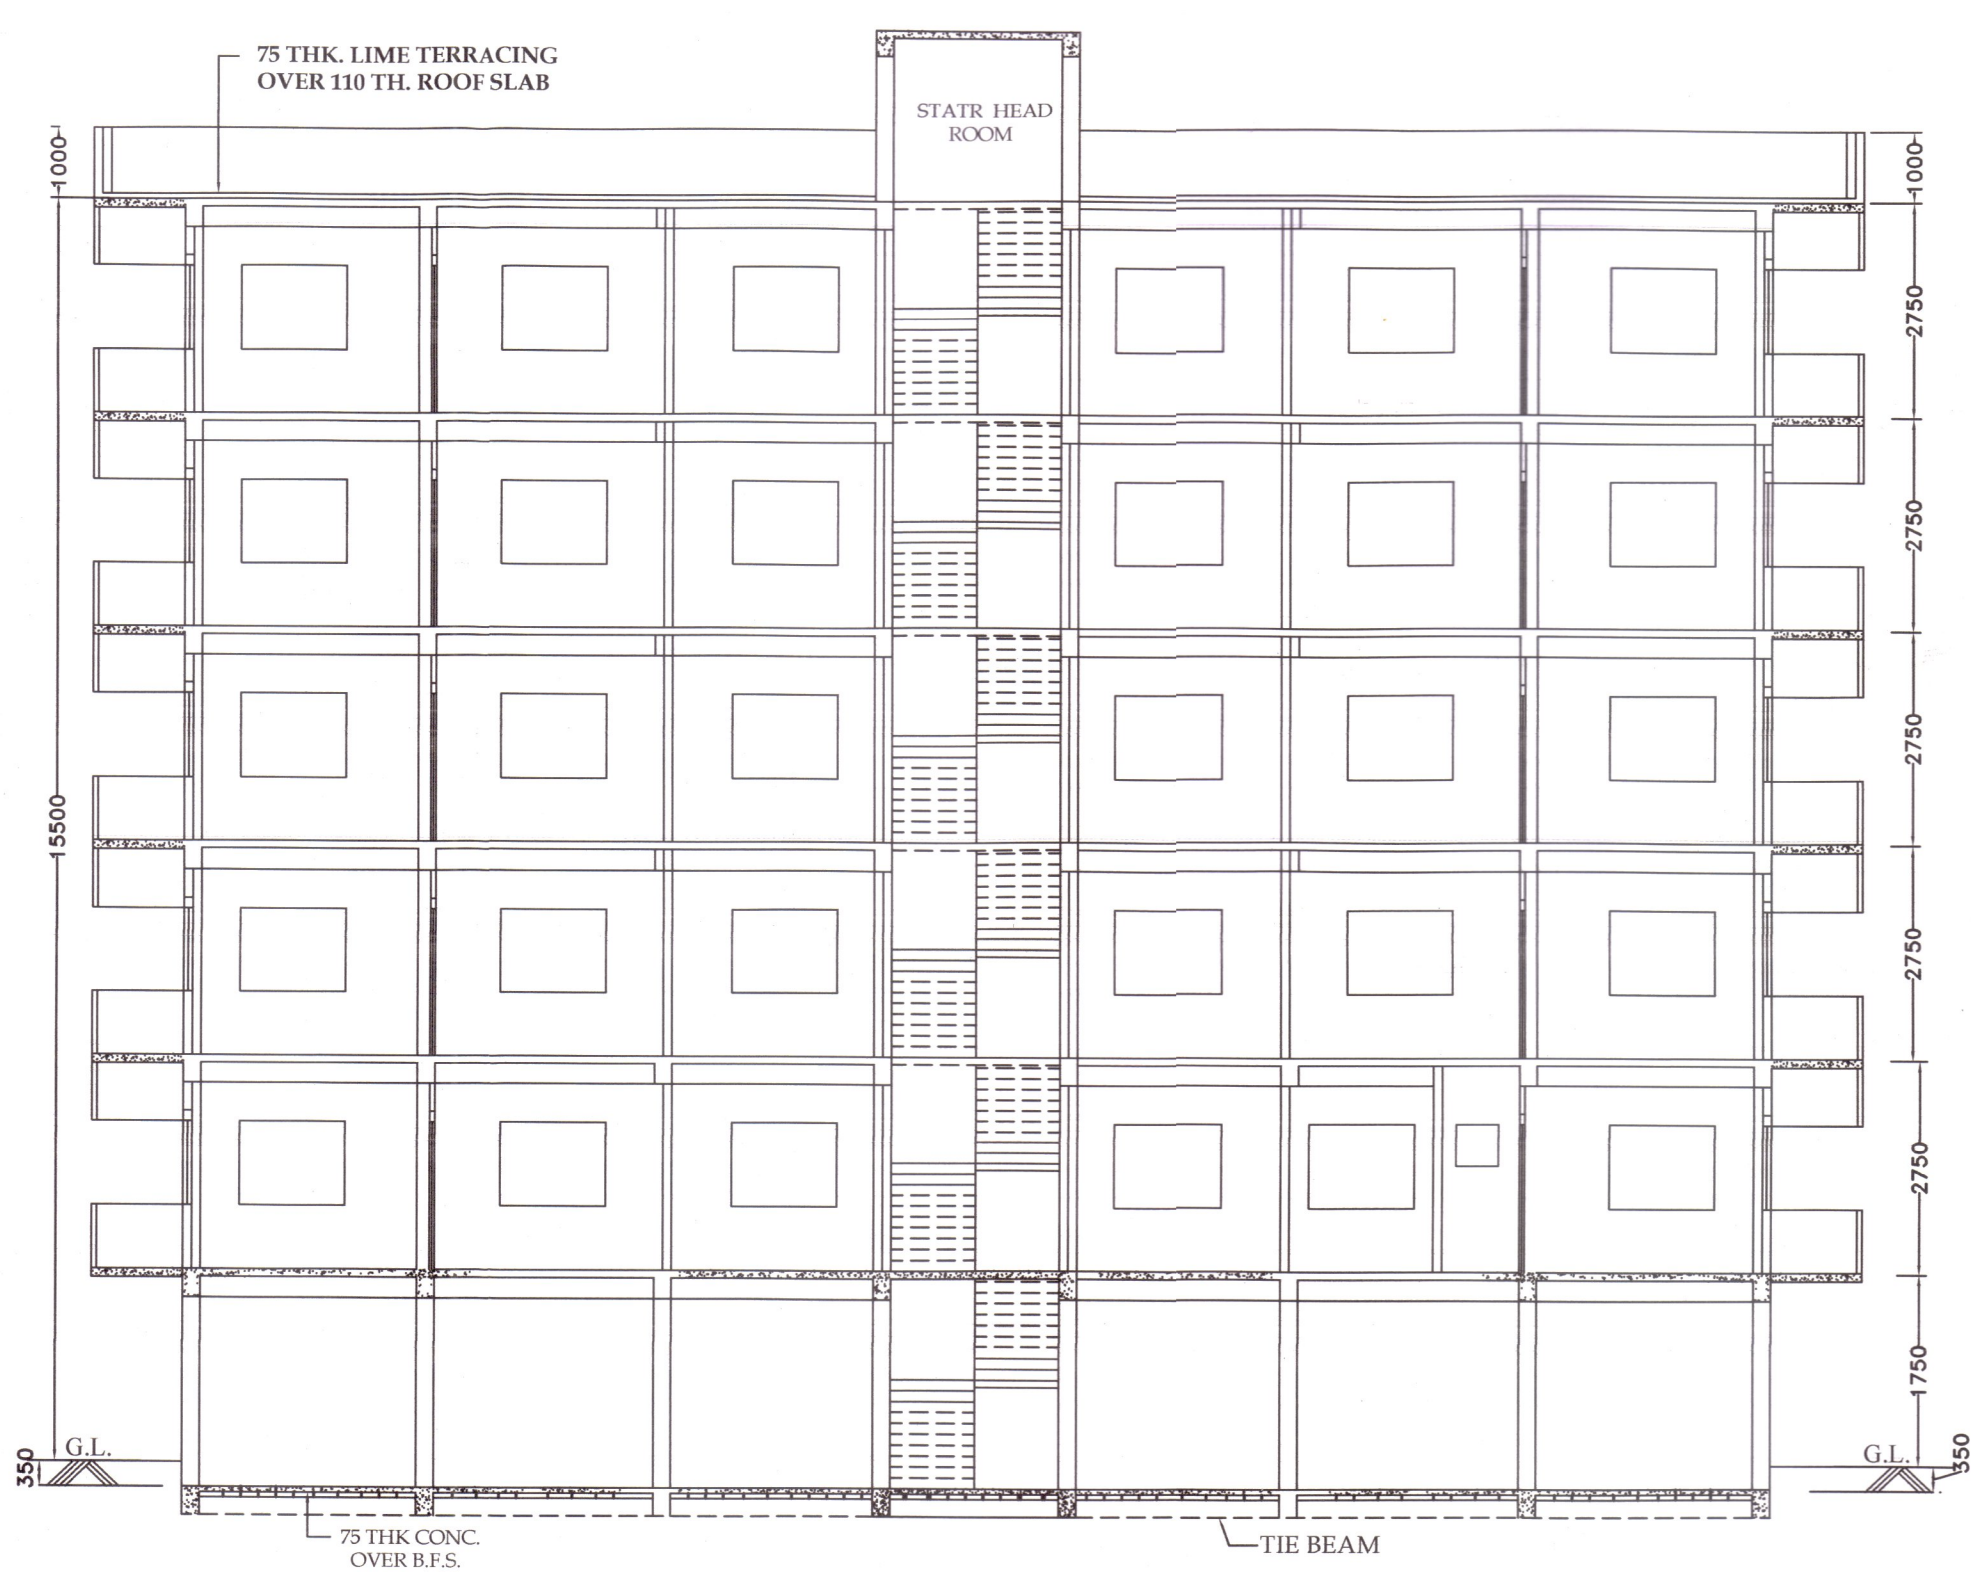 75 THK. LIME TERRACING
OVER 110 TH. ROOF SLAB
STATR HEAD
ROOM
1000
1000
2750
2750
2750
15500
2750
2750
1750
G.L.
350
G.L.
350
75 THK CONC.
OVER B.F.S.
TIE BEAM